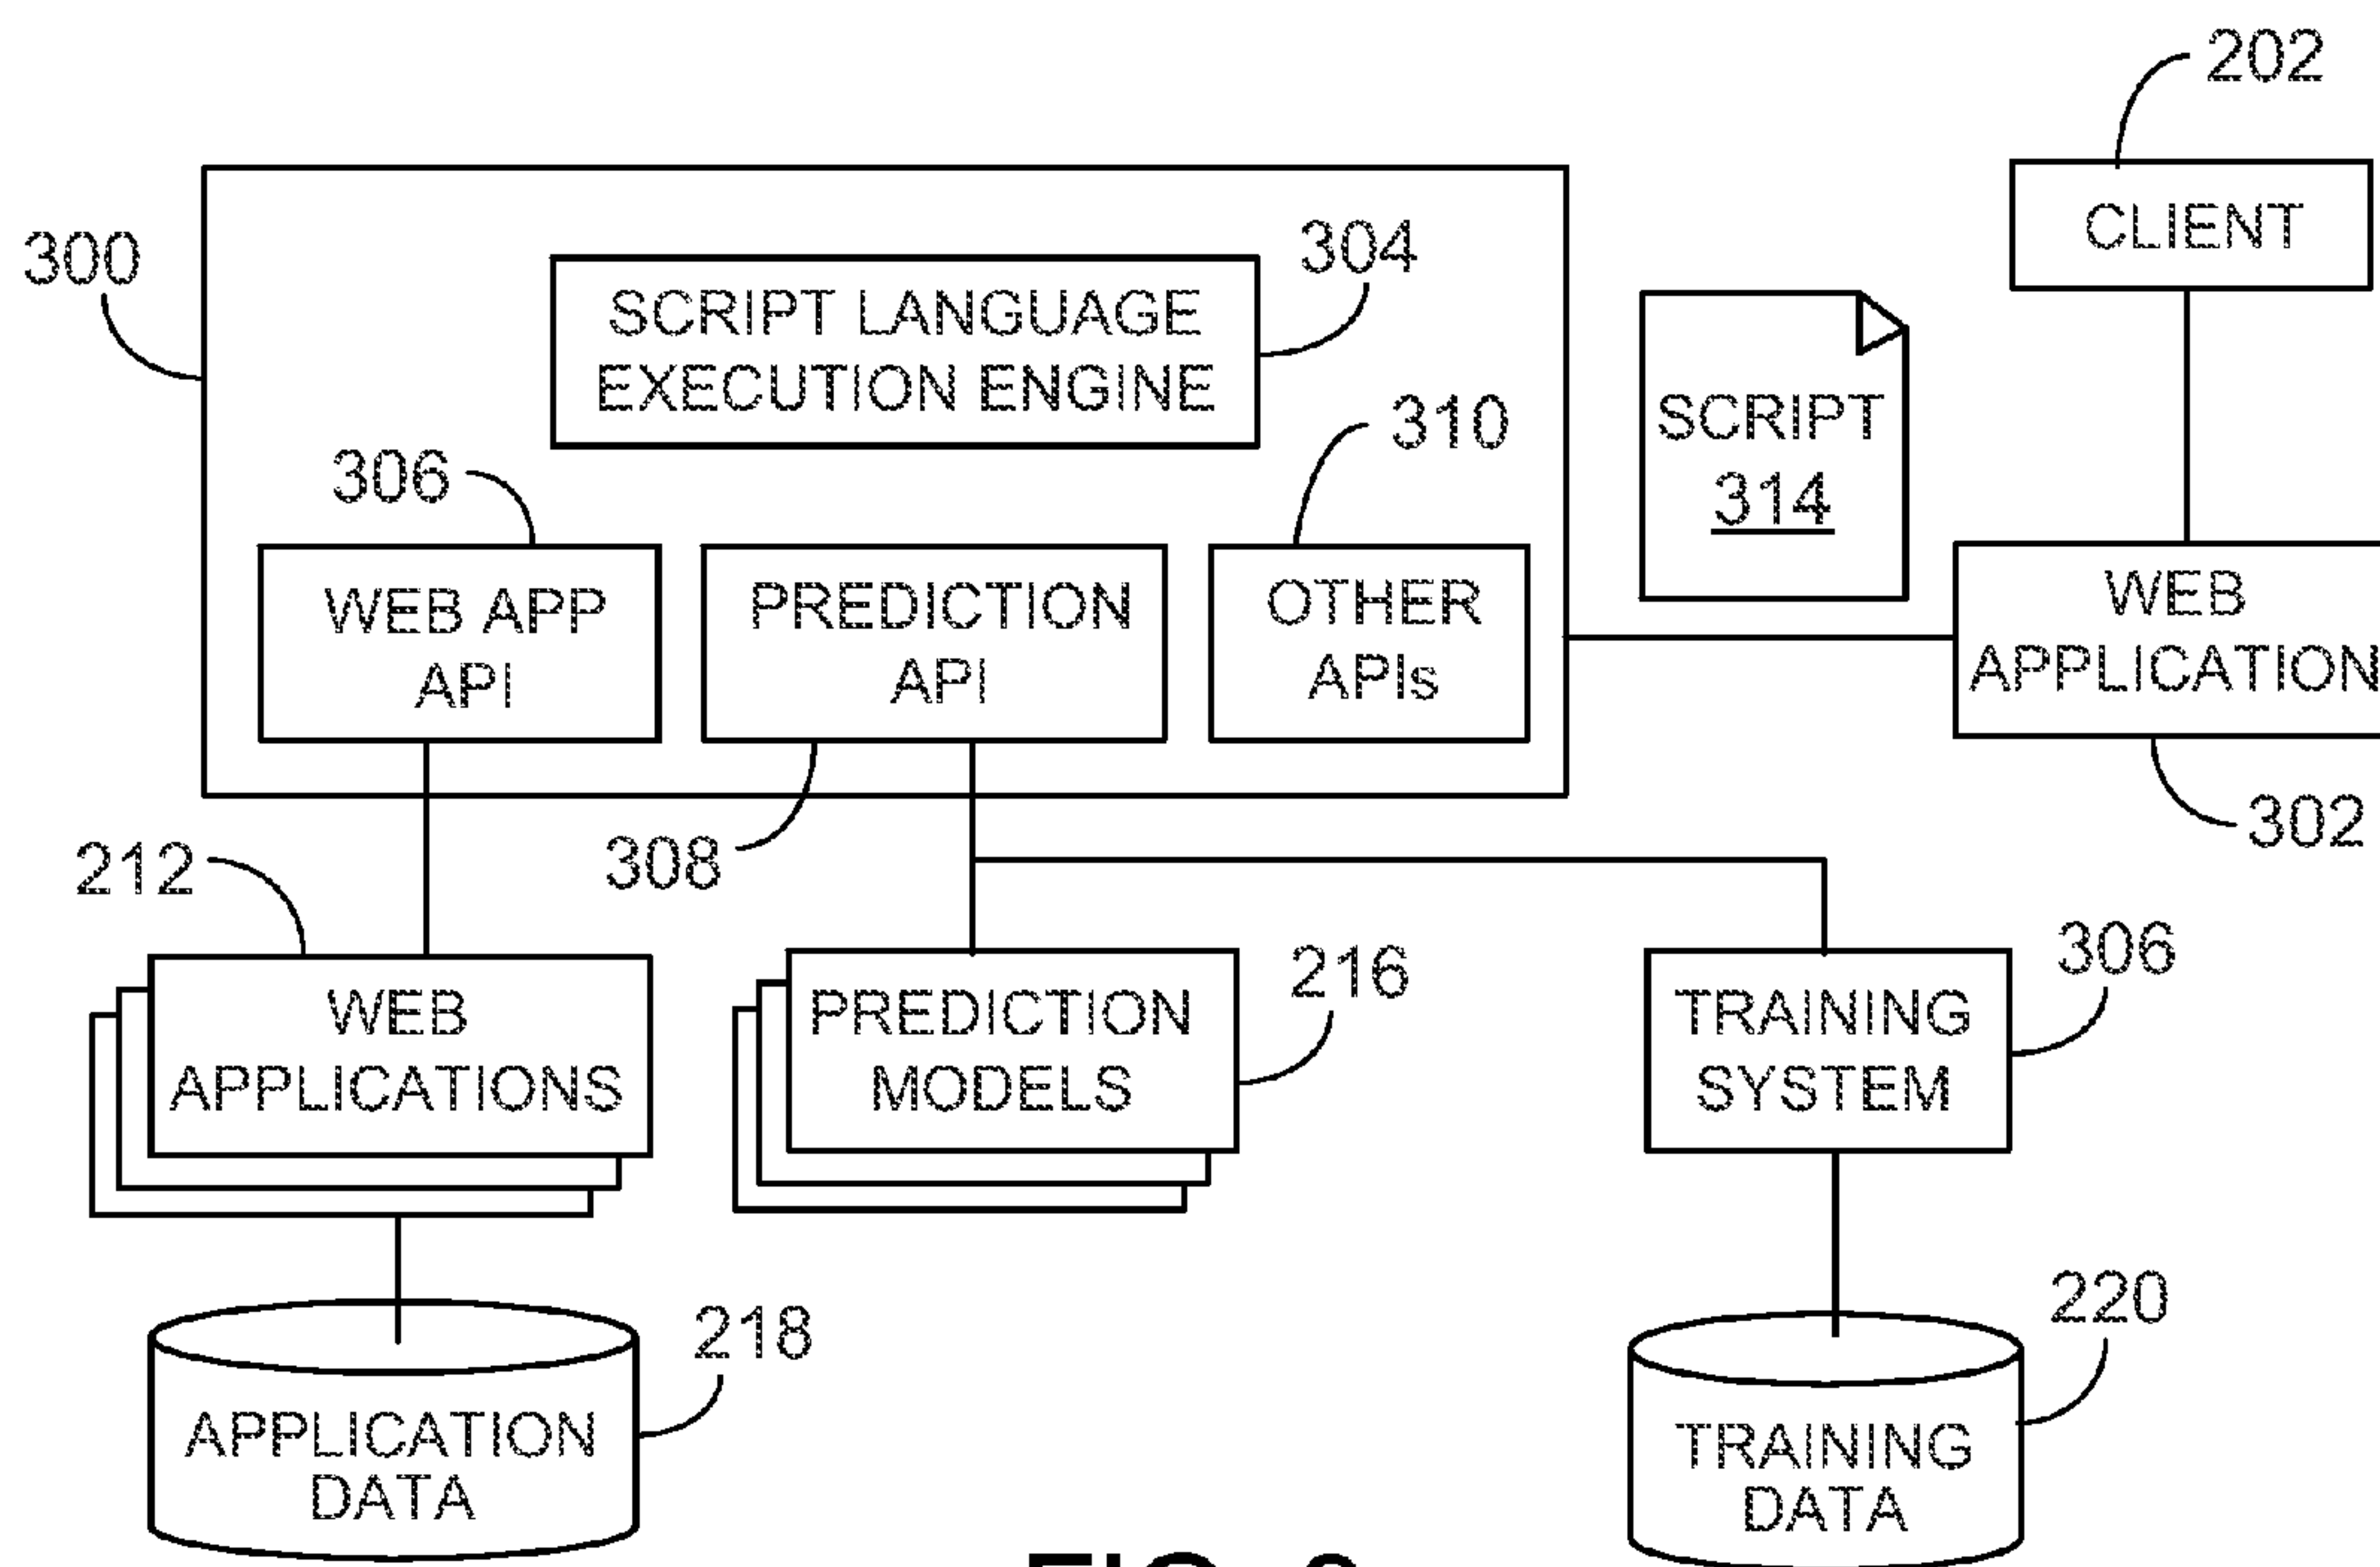 202
CLIENT
300
304
SCRIPT LANGUAGE
EXECUTION ENGINE
SCRIPT
314
310
306
WEB APP
API
PREDICTION
API
OTHER
APIs
WEB
APPLICATION
302
308
212
WEB
APPLICATIONS
216
PREDICTION
MODELS
306
TRAINING
SYSTEM
218
APPLICATION
DATA
220
TRAINING
DATA